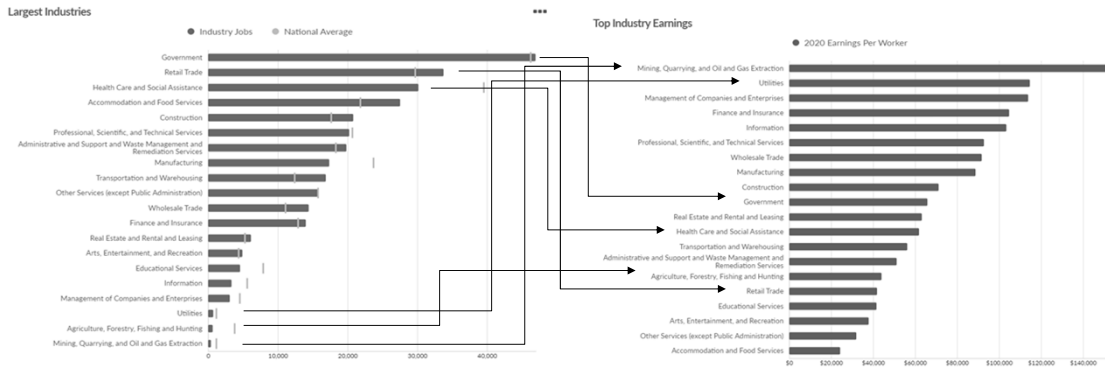 Largest Industries
•••
Industry Jobs
National Average
Government
Retail Trade
Health Care and Social Assistance
Accommodation and Food Services
Construction
Professional, Scientific, and Technical Services
Administrative and Support and Waste Management and
Remediation Services
Manufacturing
Transportation and Warehousing
Other Services (except Public Administration)
Wholesale Trade
Finance and Insurance
Real Estate and Rental and Leasing
Arts, Entertainment, and Recreation
Educational Services
Information
Management of Companies and Enterprises
Utilities
Agriculture, Forestry, Fishing and Hunting
Mining, Quarrying, and Oil and Gas Extraction
0 10,000 20,000 30,000 40,000
Top Industry Earnings
2020 Earnings Per Worker
Mining, Quarrying, and Oil and Gas Extraction
Utilities
Management of Companies and Enterprises
Finance and Insurance
Information
Professional, Scientific, and Technical Services
Wholesale Trade
Manufacturing
Construction
Government
Real Estate and Rental and Leasing
Health Care and Social Assistance
Transportation and Warehousing
Administrative and Support and Waste Management and
Remediation Services
Agriculture, Forestry, Fishing and Hunting
Retail Trade
Educational Services
Arts, Entertainment, and Recreation
Other Services (except Public Administration)
Accommodation and Food Services
$0 $20,000 $40,000 $60,000 $80,000 $100,000 $120,000 $140,000